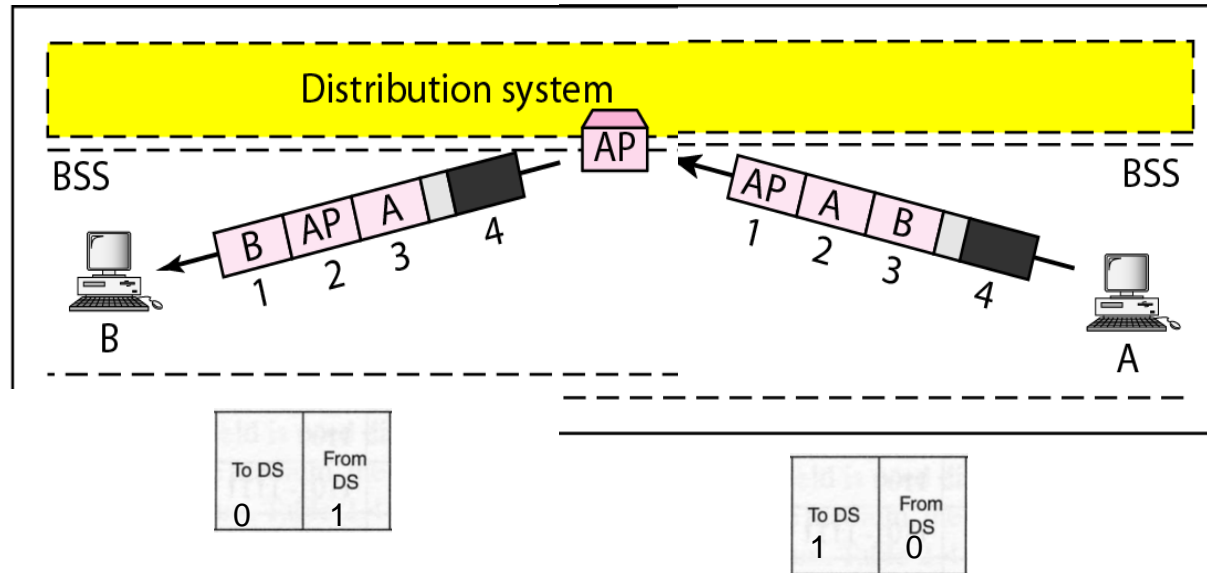 Distribution system
AP
BSS
BSS
B AP A
1 2 3 4
AP A B
1 2 3 4
B
A
To DS
From
DS
0 1
To DS
From
DS
1 0